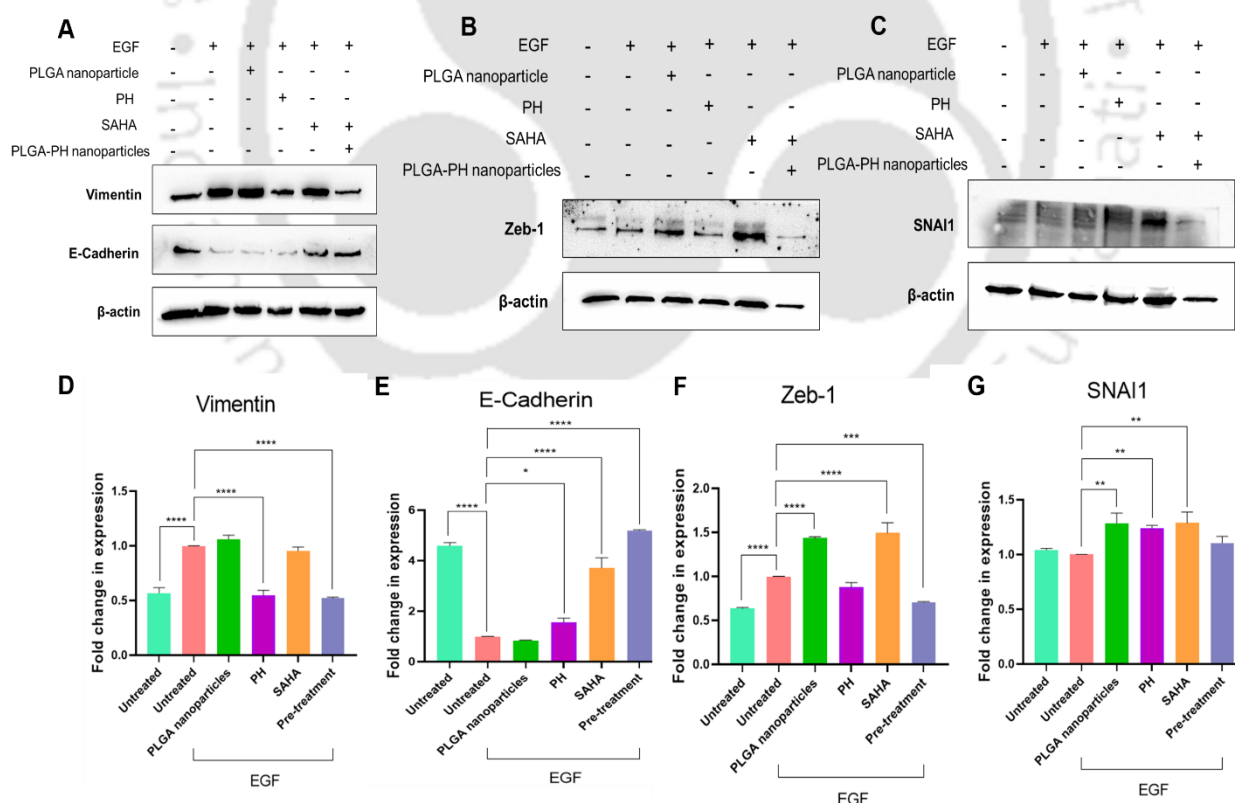 A
EGF - + + + + +
PLGA nanoparticle - - + - - -
PH - - - + - -
SAHA - - - - + +
PLGA-PH nanoparticles - - - - - +
Vimentin
E-Cadherin
β-actin
B
EGF - + + + + +
PLGA nanoparticle - - + - - -
PH - - - + - -
SAHA - - - - + +
PLGA-PH nanoparticles - - - - - +
Zeb-1
β-actin
C
EGF - + + + + +
PLGA nanoparticle - - + - - -
PH - - - + - -
SAHA - - - - + +
PLGA-PH nanoparticles - - - - - +
SNAI1
β-actin
D
Vimentin
Fold change in expression
1.5
1.0
0.5
0.0
****
****
****
Untreated
Untreated
PLGA nanoparticles
PH
SAHA
Pre-treatment
EGF
E
E-Cadherin
Fold change in expression
6
4
2
0
****
****
*
****
Untreated
Untreated
PLGA nanoparticles
PH
SAHA
Pre-treatment
EGF
F
Zeb-1
Fold change in expression
2.0
1.5
1.0
0.5
0.0
***
****
****
****
Untreated
Untreated
PLGA nanoparticles
PH
SAHA
Pre-treatment
EGF
G
SNAI1
Fold change in expression
1.5
1.0
0.5
0.0
**
**
**
Untreated
Untreated
PLGA nanoparticles
PH
SAHA
Pre-treatment
EGF